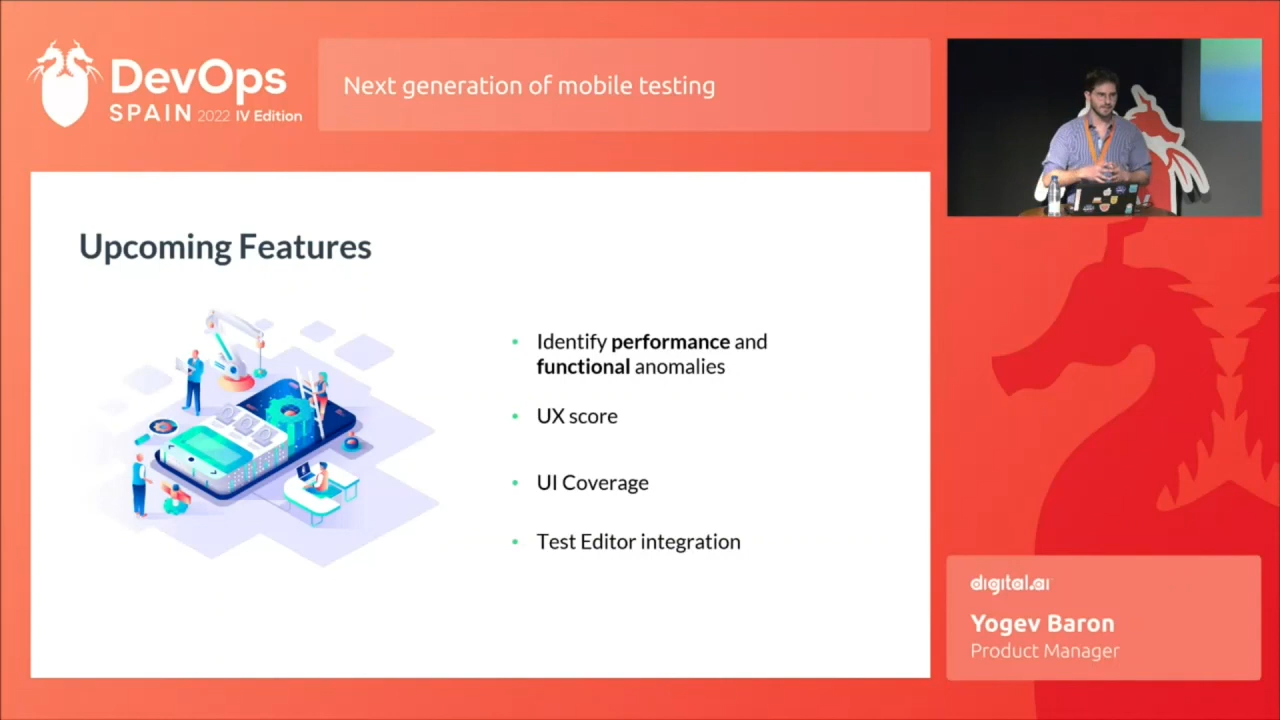 DevOps
SPAIN 2022 IV Edition
Next generation of mobile testing
Upcoming Features
• Identify performance and
functional anomalies
• UX score
• UI Coverage
• Test Editor integration
digital.ai
Yogev Baron
Product Manager